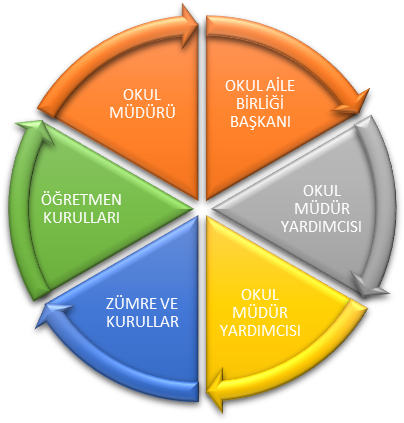 OKUL
MÜDÜRÜ
OKUL AİLE
BİRLİĞİ
BAŞKANI
OKUL
MÜDÜR
YARDIMCISI
OKUL
MÜDÜR
YARDIMCISI
ZÜMRE VE
KURULLAR
ÖĞRETMEN
KURULLARI